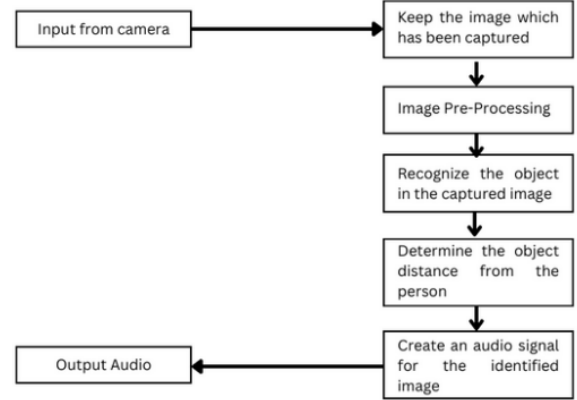 Input from camera
Keep the image which
has been captured
Image Pre-Processing
Recognize the object
in the captured image
Determine the object
distance from the
person
Create an audio signal
for the identified
image
Output Audio